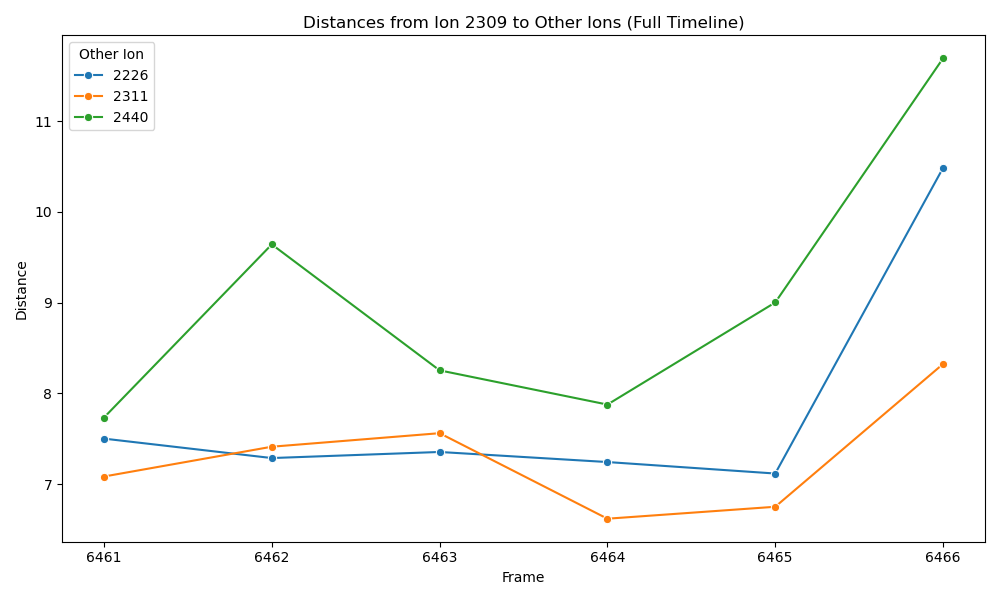 Distances from Ion 2309 to Other Ions (Full Timeline)
Other Ion
2226
2311
2440
Distance
11
10
9
8
7
6461 6462 6463 6464 6465 6466
Frame